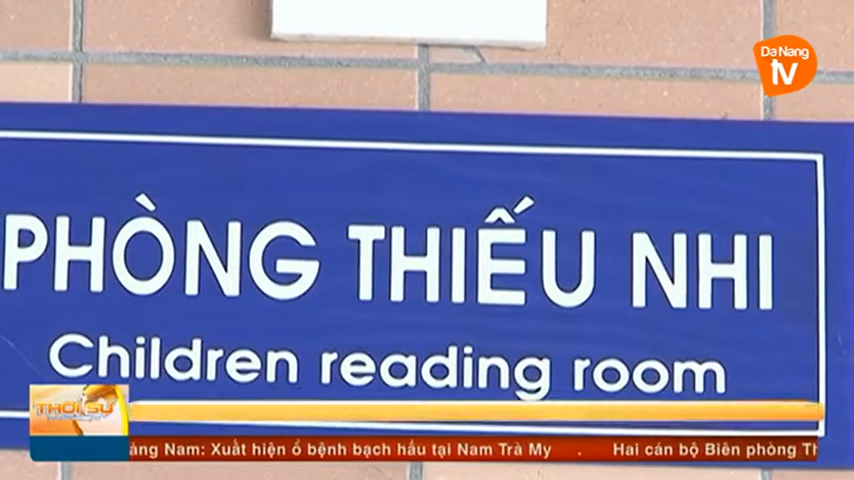 Da Nang
tv
PHÒNG THIẾU NHI
Children reading room
THỜI SỰ
Nam: Xuất hiện ổ bệnh bạch hầu tại Nam Trà My . Hai cán bộ Biên phòng